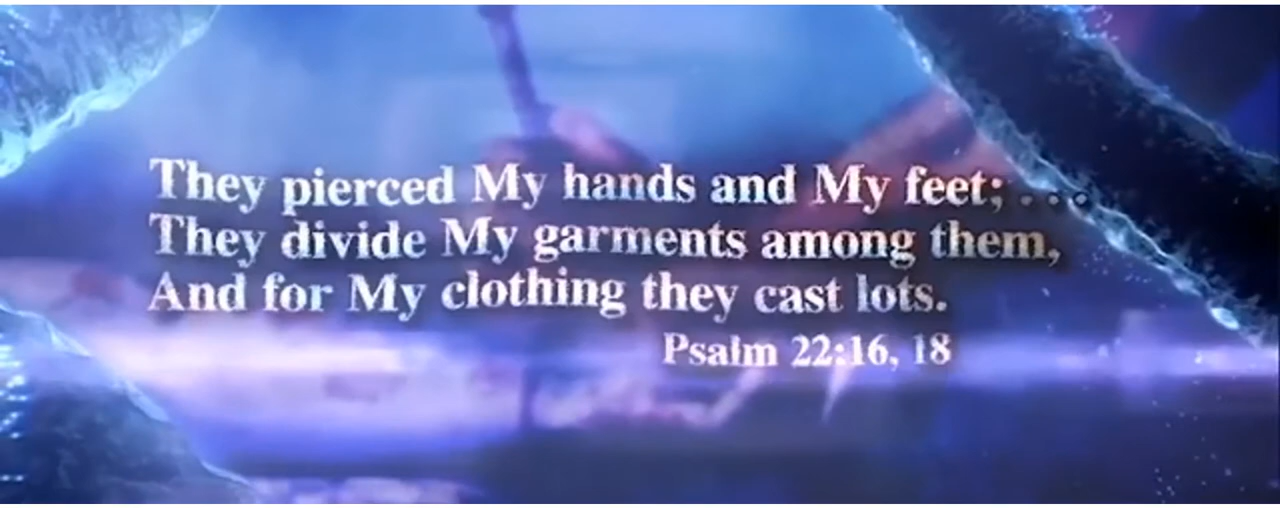 They pierced My hands and My feet; . . .
They divide My garments among them,
And for My clothing they cast lots.
Psalm 22:16, 18